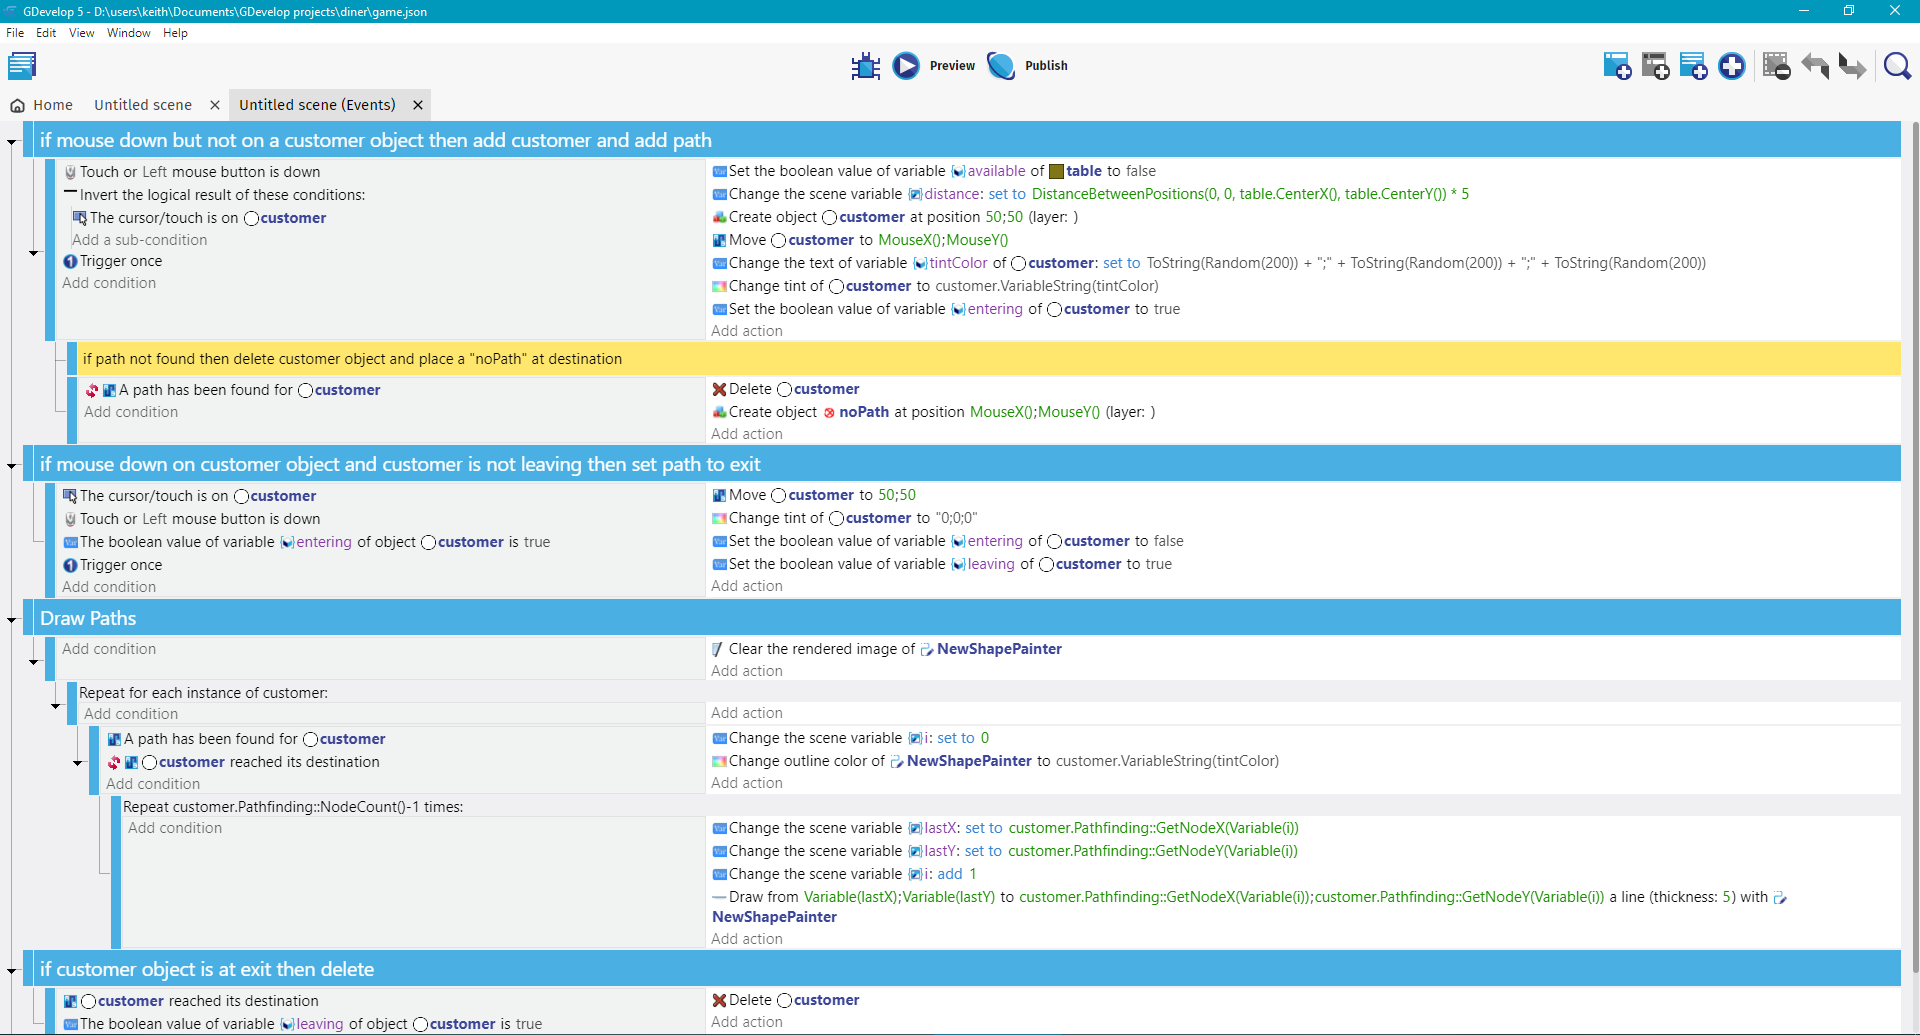 GDevelop 5 - D:\users\keith\Documents\GDevelop projects\diner\game.json
File Edit View Window Help
Preview Publish
Home Untitled scene × Untitled scene (Events) ×
if mouse down but not on a customer object then add customer and add path
Touch or Left mouse button is down
Invert the logical result of these conditions:
The cursor/touch is on customer
Add a sub-condition
Trigger once
Add condition
Set the boolean value of variable available of table to false
Change the scene variable distance: set to DistanceBetweenPositions(0, 0, table.CenterX(), table.CenterY()) * 5
Create object customer at position 50;50 (layer: )
Move customer to MouseX();MouseY()
Change the text of variable tintColor of customer: set to ToString(Random(200)) + ";" + ToString(Random(200)) + ";" + ToString(Random(200))
Change tint of customer to customer.VariableString(tintColor)
Set the boolean value of variable entering of customer to true
Add action
if path not found then delete customer object and place a "noPath" at destination
A path has been found for customer
Add condition
Delete customer
Create object noPath at position MouseX();MouseY() (layer: )
Add action
if mouse down on customer object and customer is not leaving then set path to exit
The cursor/touch is on customer
Touch or Left mouse button is down
The boolean value of variable entering of object customer is true
Trigger once
Add condition
Move customer to 50;50
Change tint of customer to "0;0;0"
Set the boolean value of variable entering of customer to false
Set the boolean value of variable leaving of customer to true
Add action
Draw Paths
Add condition
Clear the rendered image of NewShapePainter
Add action
Repeat for each instance of customer:
Add condition
Add action
A path has been found for customer
customer reached its destination
Add condition
Change the scene variable i: set to 0
Change outline color of NewShapePainter to customer.VariableString(tintColor)
Add action
Repeat customer.Pathfinding::NodeCount()-1 times:
Add condition
Change the scene variable lastX: set to customer.Pathfinding::GetNodeX(Variable(i))
Change the scene variable lastY: set to customer.Pathfinding::GetNodeY(Variable(i))
Change the scene variable i: add 1
Draw from Variable(lastX);Variable(lastY) to customer.Pathfinding::GetNodeX(Variable(i));customer.Pathfinding::GetNodeY(Variable(i)) a line (thickness: 5) with
NewShapePainter
Add action
if customer object is at exit then delete
customer reached its destination
The boolean value of variable leaving of object customer is true
Delete customer
Add action